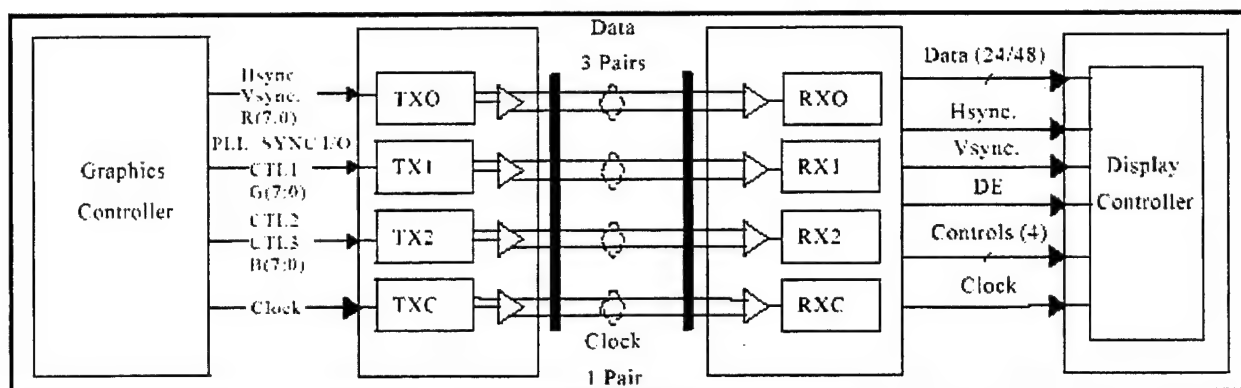 Graphics
Controller
Hsync
Vsync.
R(7.0)
PLL SYNC I/O
CTL1
G(7:0)
CTL2
CTL3
B(7:0)
Clock
TXO
TX1
TX2
TXC
Data
3 Pairs
Clock
1 Pair
RXO
RX1
RX2
RXC
Data (24/48)
Hsync.
Vsync.
DE
Controls (4)
Clock
Display
Controller